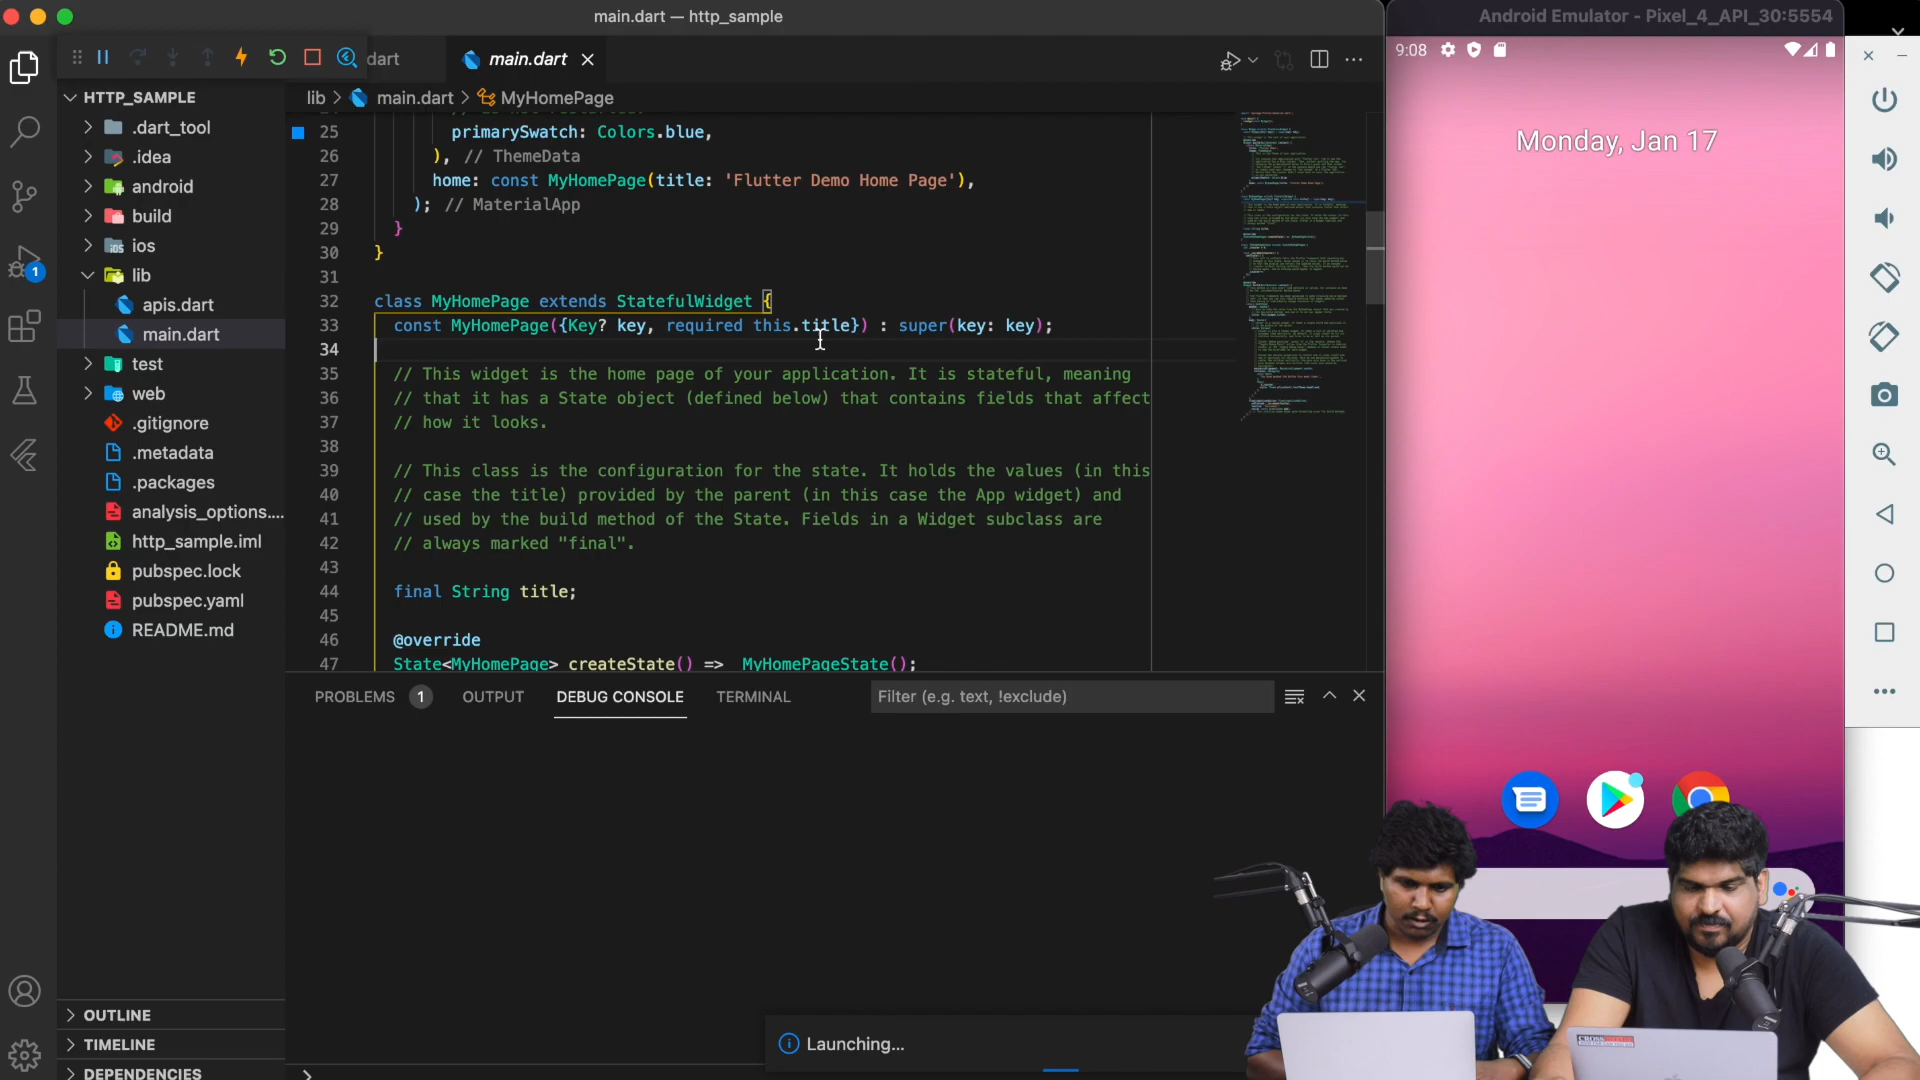 main.dart — http_sample
Android Emulator - Pixel_4_API_30:5554
dart
main.dart
9:08
HTTP_SAMPLE
lib
main.dart
MyHomePage
.dart_tool
.idea
android
build
ios
lib
apis.dart
main.dart
test
web
.gitignore
.metadata
.packages
analysis_options....
http_sample.iml
pubspec.lock
pubspec.yaml
README.md
1
OUTLINE
TIMELINE
DEPENDENCIES
25 primarySwatch: Colors.blue,
26 ), // ThemeData
27 home: const MyHomePage(title: 'Flutter Demo Home Page'),
28 ); // MaterialApp
29 }
30 }
31
32 class MyHomePage extends StatefulWidget {
33 const MyHomePage({Key? key, required this.title}) : super(key: key);
34
35 // This widget is the home page of your application. It is stateful, meaning
36 // that it has a State object (defined below) that contains fields that affect
37 // how it looks.
38
39 // This class is the configuration for the state. It holds the values (in this
40 // case the title) provided by the parent (in this case the App widget) and
41 // used by the build method of the State. Fields in a Widget subclass are
42 // always marked "final".
43
44 final String title;
45
46 @override
47 State<MyHomePage> createState() => _MyHomePageState();
PROBLEMS 1 OUTPUT DEBUG CONSOLE TERMINAL
Filter (e.g. text, !exclude)
Launching...
Monday, Jan 17